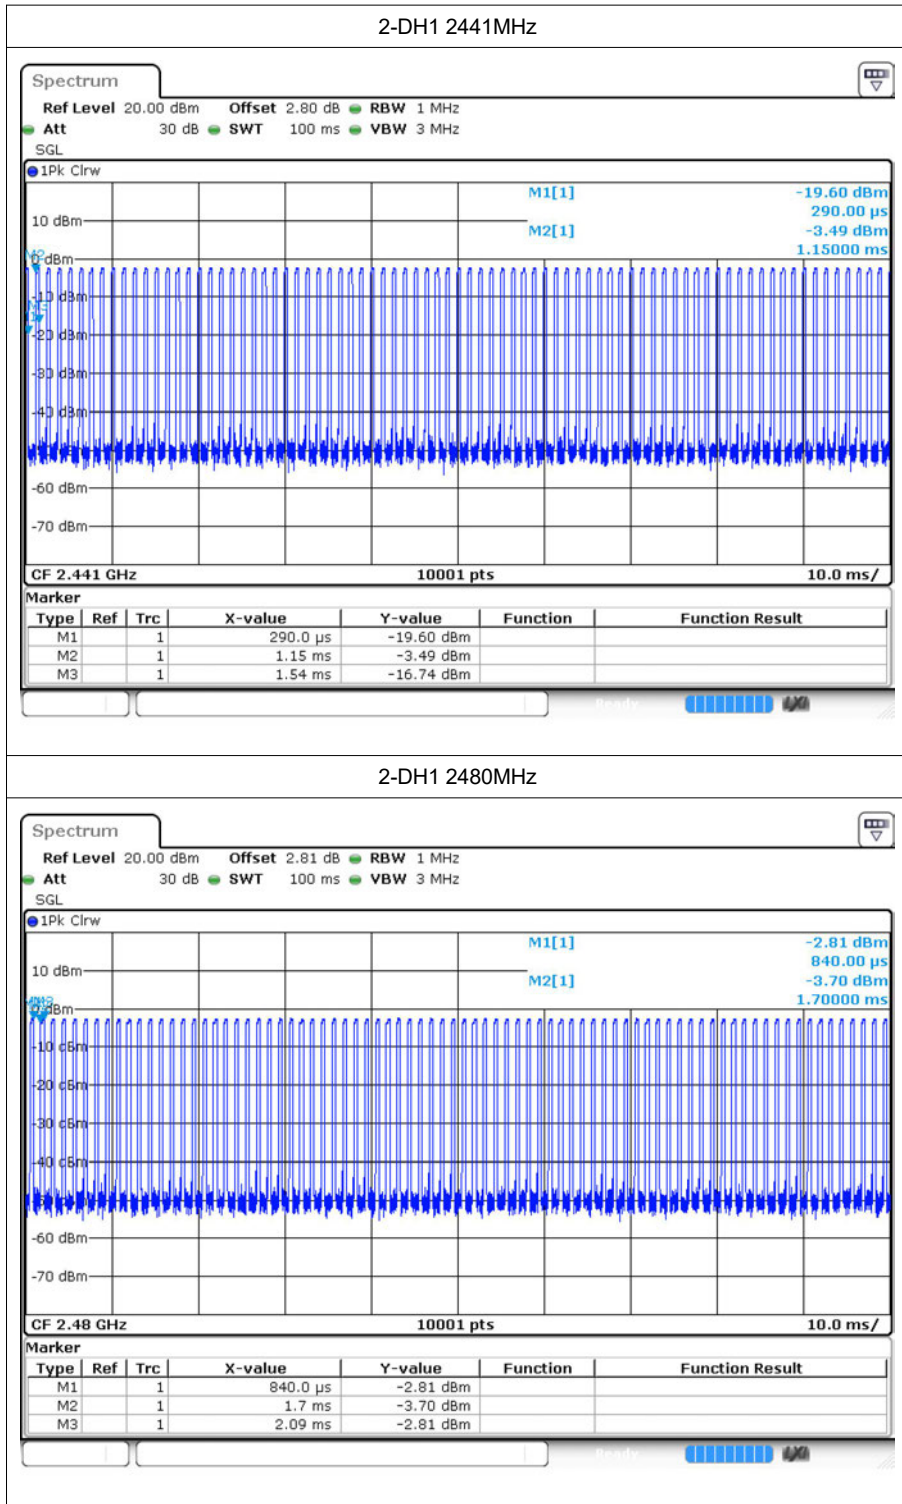 2-DH1 2441MHz
Spectrum
Ref Level 20.00 dBm Offset 2.80 dB RBW 1 MHz
Att 30 dB SWT 100 ms VBW 3 MHz
SGL
1Pk Clrw
M1[1] -19.60 dBm
290.00 µs
10 dBm
M2[1] -3.49 dBm
1.15000 ms
M2
0 dBm
-10 dBm
-20 dBm
-30 dBm
-40 dBm
-60 dBm
-70 dBm
CF 2.441 GHz 10001 pts 10.0 ms/
Marker
Type Ref Trc X-value Y-value Function Function Result
M1 1 290.0 µs -19.60 dBm
M2 1 1.15 ms -3.49 dBm
M3 1 1.54 ms -16.74 dBm
Ready
2-DH1 2480MHz
Spectrum
Ref Level 20.00 dBm Offset 2.81 dB RBW 1 MHz
Att 30 dB SWT 100 ms VBW 3 MHz
SGL
1Pk Clrw
M1[1] -2.81 dBm
840.00 µs
10 dBm
M2[1] -3.70 dBm
1.70000 ms
0 dBm
-10 dBm
-20 dBm
-30 dBm
-40 dBm
-60 dBm
-70 dBm
CF 2.48 GHz 10001 pts 10.0 ms/
Marker
Type Ref Trc X-value Y-value Function Function Result
M1 1 840.0 µs -2.81 dBm
M2 1 1.7 ms -3.70 dBm
M3 1 2.09 ms -2.81 dBm
Ready